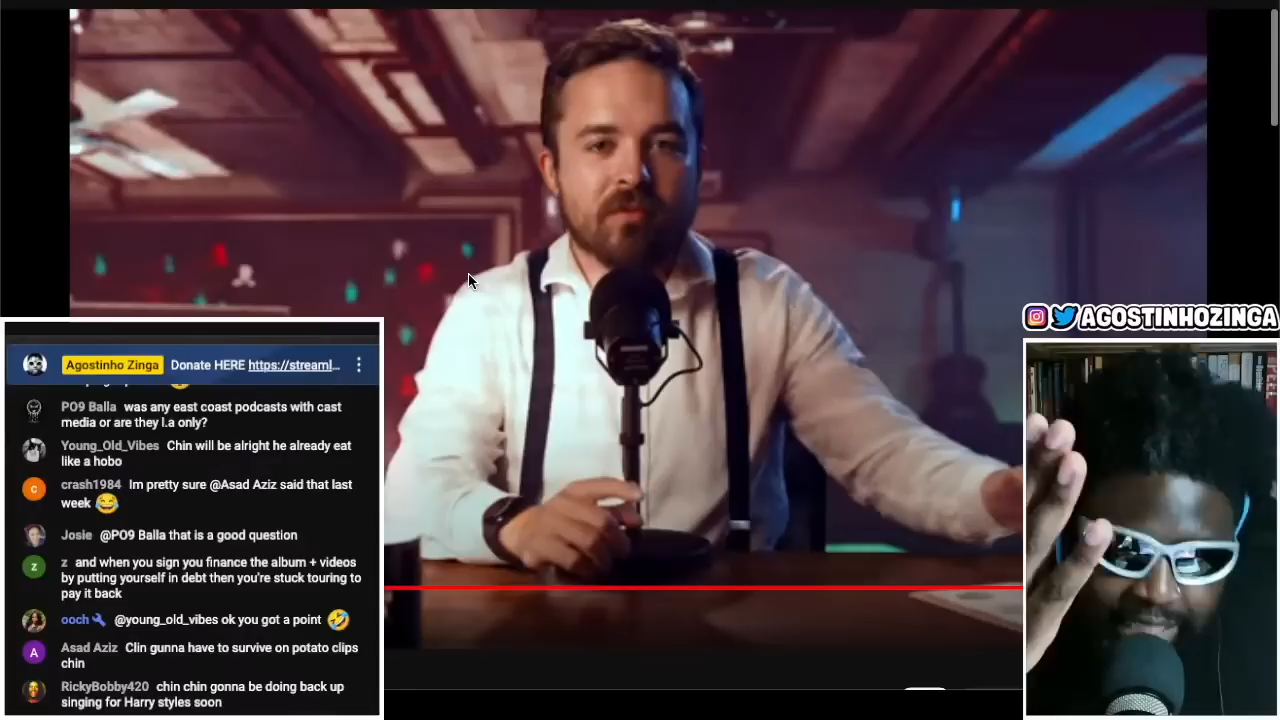 AGOSTINHOZINGA
Agostinho Zinga Donate HERE https://streaml...
PO9 Balla was any east coast podcasts with cast
media or are they l.a only?
Young_Old_Vibes Chin will be alright he already eat
like a hobo
crash1984 Im pretty sure @Asad Aziz said that last
week 😂
Josie @PO9 Balla that is a good question
z and when you sign you finance the album + videos
by putting yourself in debt then you're stuck touring to
pay it back
ooch @young_old_vibes ok you got a point 🤣
Asad Aziz Clin gunna have to survive on potato clips
chin
RickyBobby420 chin chin gonna be doing back up
singing for Harry styles soon